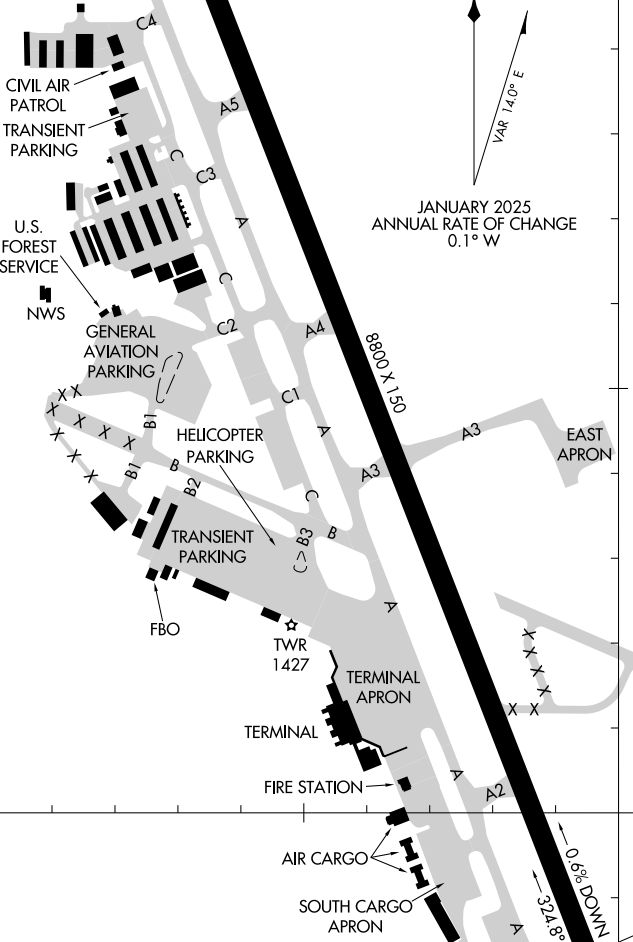 C4
CIVIL AIR
PATROL
A5
VAR 14.0° E
TRANSIENT
PARKING
C
C3
JANUARY 2025
ANNUAL RATE OF CHANGE
0.1° W
A
U.S.
FOREST
SERVICE
C
NWS
C2
A4
GENERAL
AVIATION
PARKING
8800 X 150
X X
X
X
X
X
X
X
X
C1
B1
A
A3
EAST
APRON
HELICOPTER
PARKING
B1
B
B2
A3
C
TRANSIENT
PARKING
B3
B
C >
A
FBO
TWR
1427
X
X
X
X
X X
TERMINAL
APRON
TERMINAL
A
FIRE STATION
A2
AIR CARGO
0.6% DOWN
324.8°
SOUTH CARGO
APRON
A